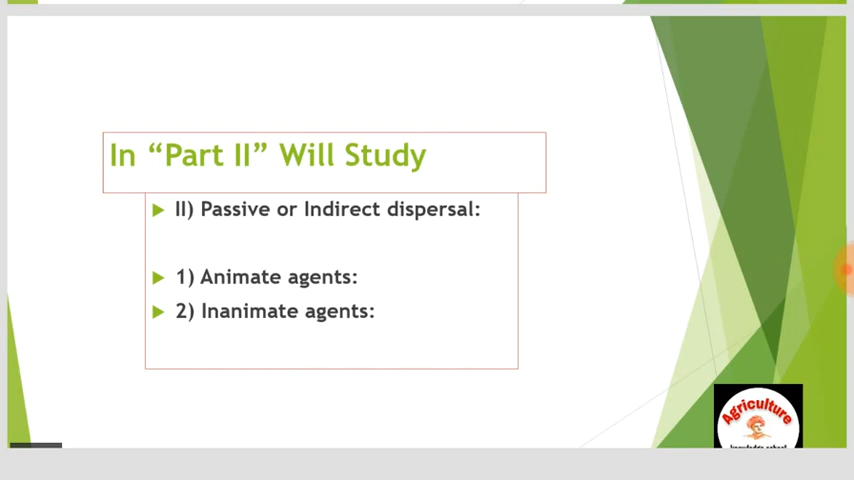 In “Part II” Will Study
II) Passive or Indirect dispersal:
1) Animate agents:
2) Inanimate agents:
Agriculture